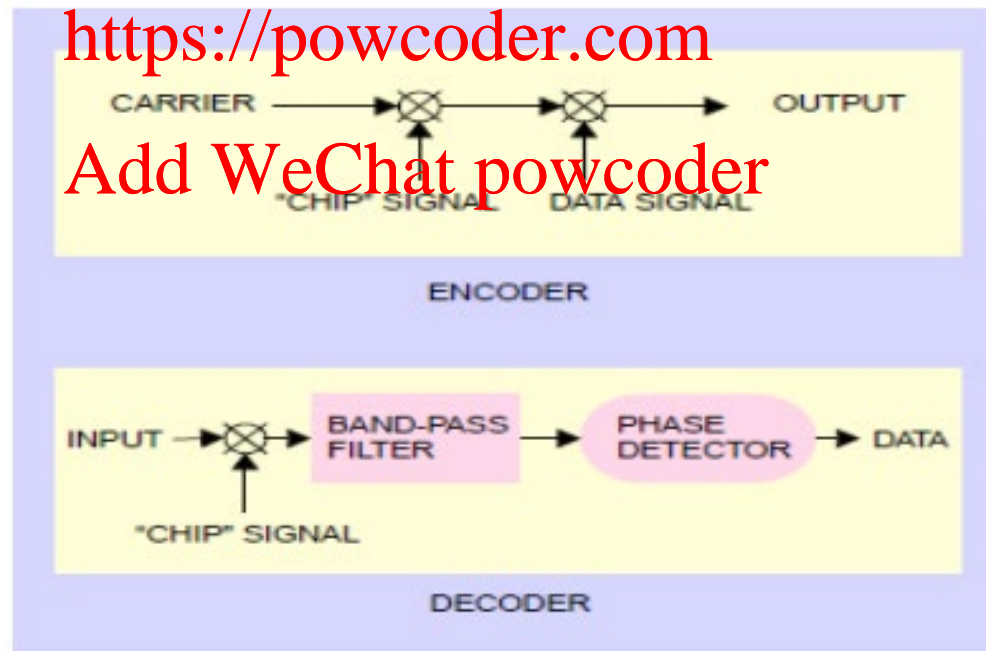 https://powcoder.com
CARRIER OUTPUT
Add WeChat powcoder
"CHIP" SIGNAL DATA SIGNAL
ENCODER
INPUT BAND-PASS FILTER PHASE DETECTOR DATA
"CHIP" SIGNAL
DECODER